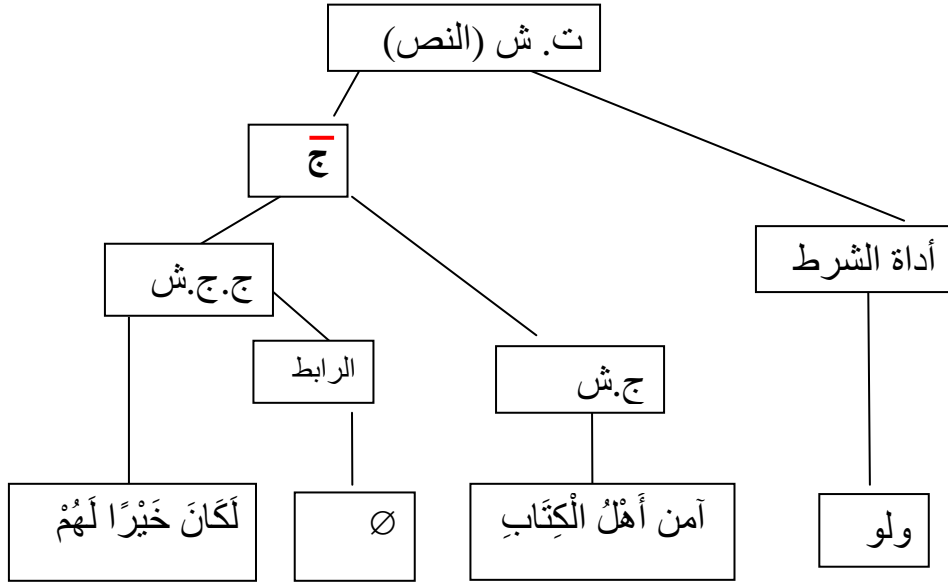 ت. ش (النص)
ج
أداة الشرط
ج.ج.ش
الرابط
ج.ش
ولو
آمن أَهْلُ الْكِتَابِ
∅
لَكَانَ خَيْرًا لَهُمْ